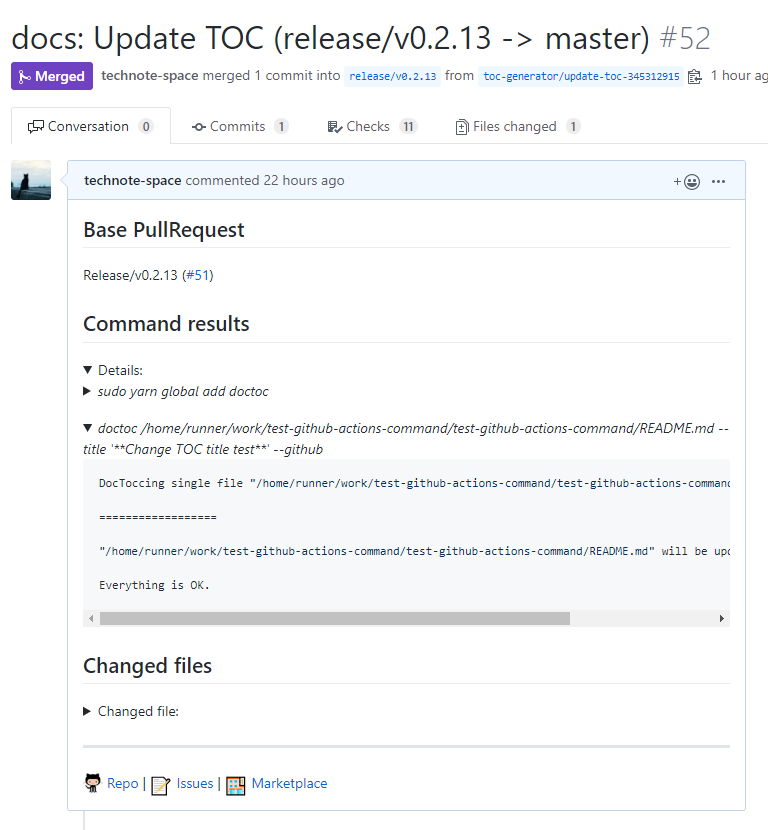 docs: Update TOC (release/v0.2.13 -> master) #52
Merged technote-space merged 1 commit into release/v0.2.13 from toc-generator/update-toc-345312915 1 hour ag
Conversation 0 Commits 1 Checks 11 Files changed 1
technote-space commented 22 hours ago
Base PullRequest
Release/v0.2.13 (#51)
Command results
Details:
sudo yarn global add doctoc
doctoc /home/runner/work/test-github-actions-command/test-github-actions-command/README.md --
title '**Change TOC title test**' --github
DocToccing single file "/home/runner/work/test-github-actions-command/test-github-actions-command
==================
"/home/runner/work/test-github-actions-command/test-github-actions-command/README.md" will be upd
Everything is OK.
Changed files
Changed file:
Repo | Issues | Marketplace